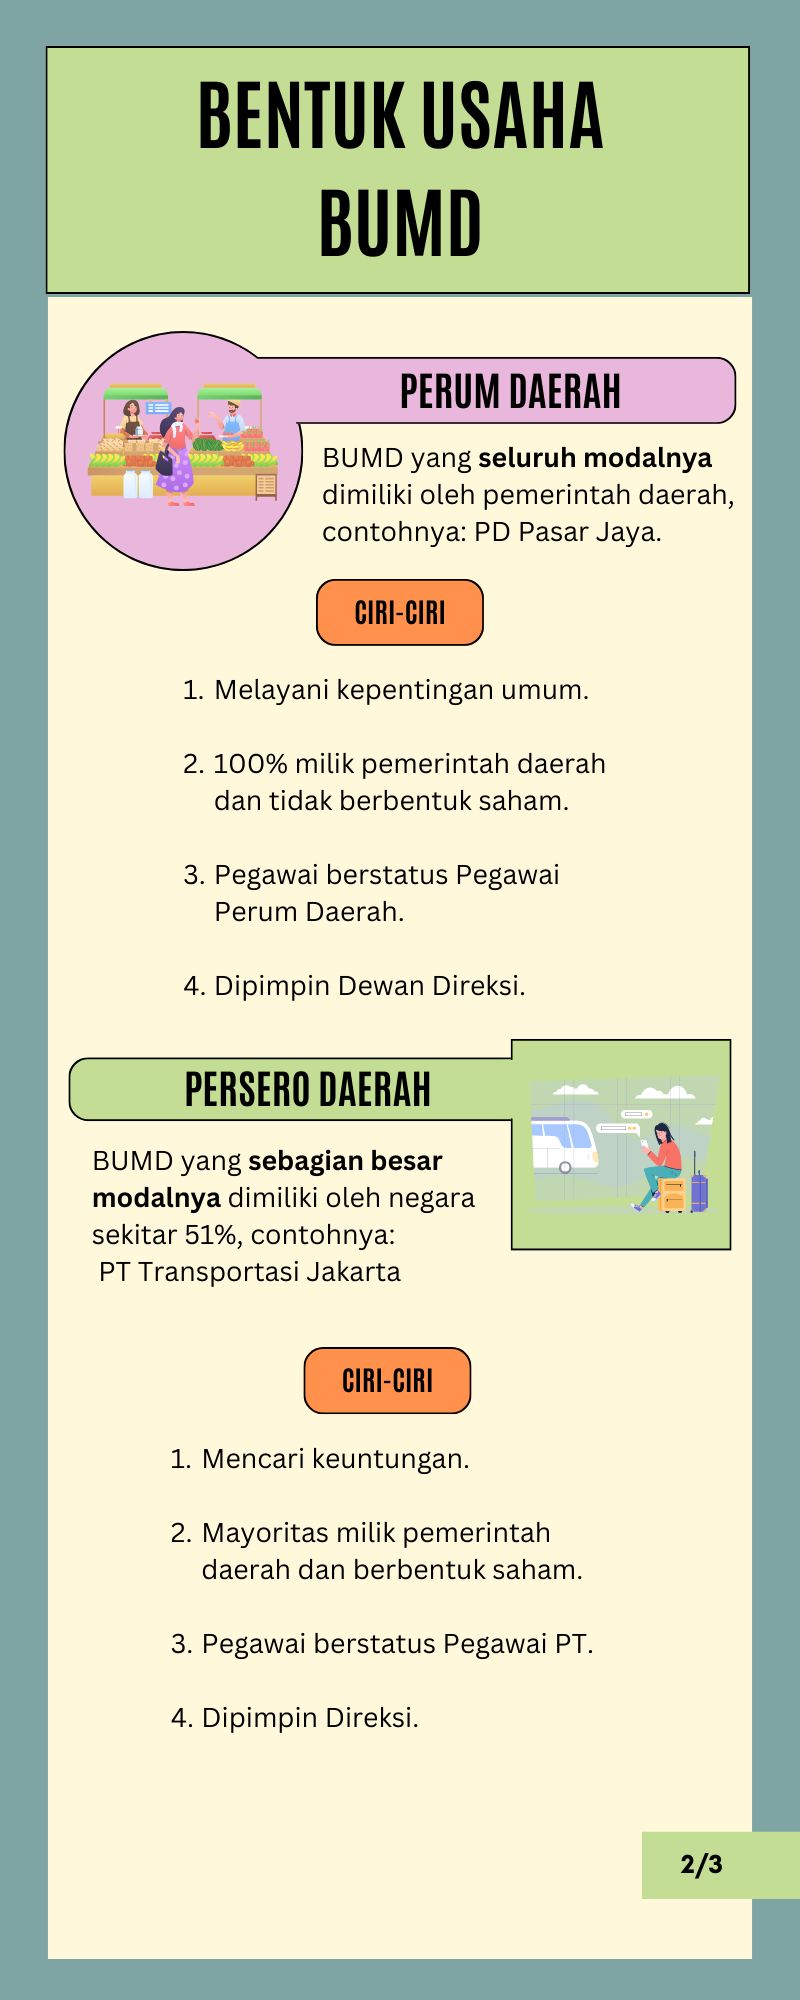 BENTUK USAHA
BUMD
PERUM DAERAH
BUMD yang seluruh modalnya
dimiliki oleh pemerintah daerah,
contohnya: PD Pasar Jaya.
CIRI-CIRI
1. Melayani kepentingan umum.
2. 100% milik pemerintah daerah
dan tidak berbentuk saham.
3. Pegawai berstatus Pegawai
Perum Daerah.
4. Dipimpin Dewan Direksi.
PERSERO DAERAH
BUMD yang sebagian besar
modalnya dimiliki oleh negara
sekitar 51%, contohnya:
PT Transportasi Jakarta
CIRI-CIRI
1. Mencari keuntungan.
2. Mayoritas milik pemerintah
daerah dan berbentuk saham.
3. Pegawai berstatus Pegawai PT.
4. Dipimpin Direksi.
2/3